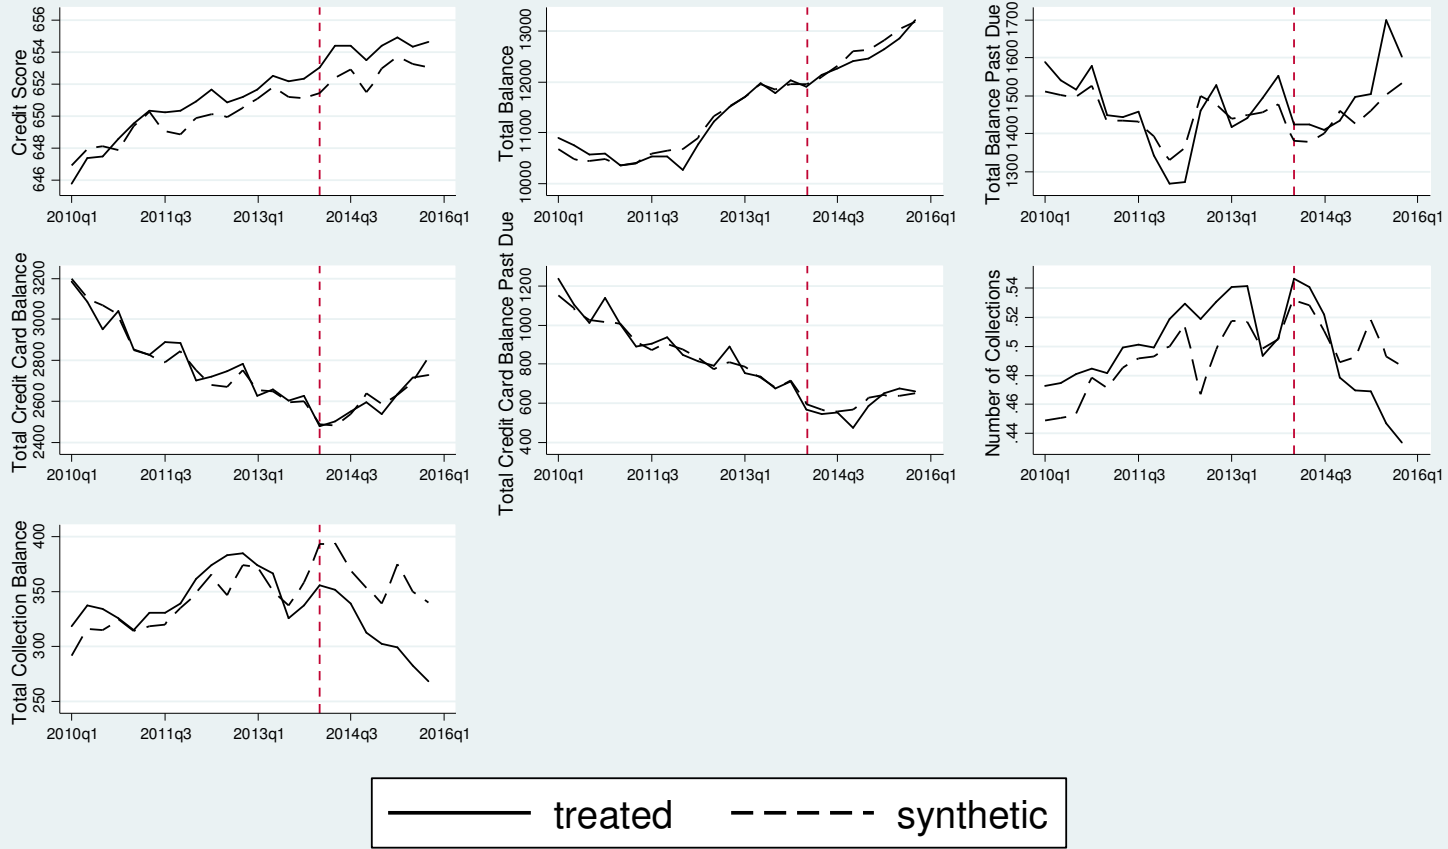 Credit Score
646 648 650 652 654 656
2010q1 2011q3 2013q1 2014q3 2016q1
Total Balance
10000 11000 12000 13000
2010q1 2011q3 2013q1 2014q3 2016q1
Total Balance Past Due
1300 1400 1500 1600 1700
2010q1 2011q3 2013q1 2014q3 2016q1
Total Credit Card Balance
2400 2600 2800 3000 3200
2010q1 2011q3 2013q1 2014q3 2016q1
Total Credit Card Balance Past Due
400 600 800 1000 1200
2010q1 2011q3 2013q1 2014q3 2016q1
Number of Collections
.44 .46 .48 .5 .52 .54
2010q1 2011q3 2013q1 2014q3 2016q1
Total Collection Balance
250 300 350 400
2010q1 2011q3 2013q1 2014q3 2016q1
treated synthetic